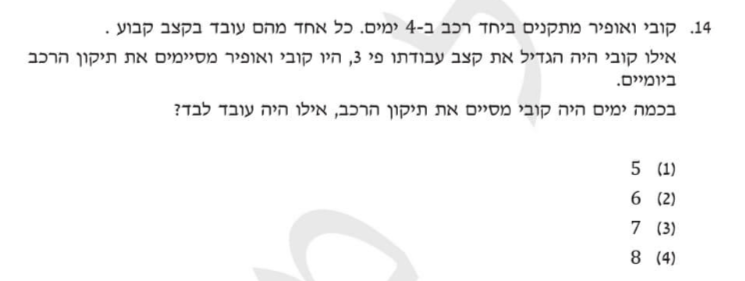 14. קובי ואופיר מתקנים ביחד רכב ב-4 ימים. כל אחד מהם עובד בקצב קבוע .
אילו קובי היה הגדיל את קצב עבודתו פי 3, היו קובי ואופיר מסיימים את תיקון הרכב
ביומיים.
בכמה ימים היה קובי מסיים את תיקון הרכב, אילו היה עובד לבד?
(1) 5
(2) 6
(3) 7
(4) 8